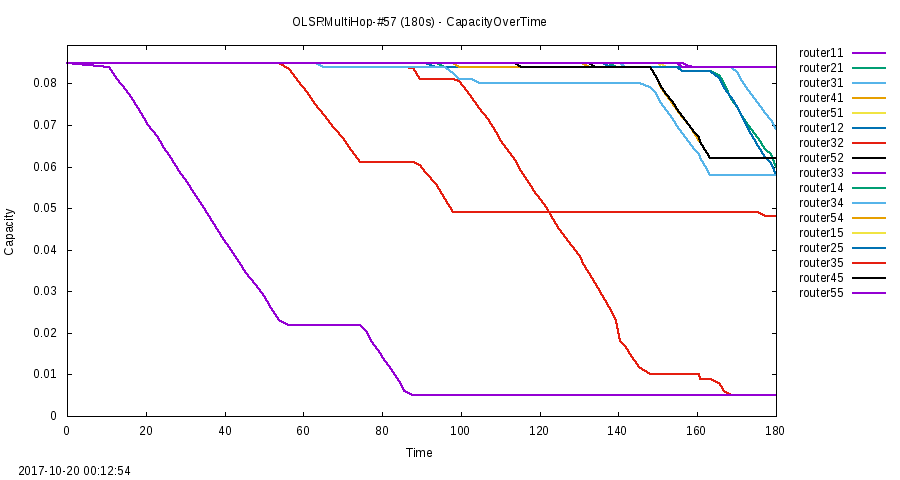 OLSRMultiHop-#57 (180s) - CapacityOverTime
router11
router21
router31
router41
router51
router12
router32
router52
router33
router14
router34
router54
router15
router25
router35
router45
router55
0.08
0.07
0.06
0.05
0.04
0.03
0.02
0.01
0
Capacity
0 20 40 60 80 100 120 140 160 180
Time
2017-10-20 00:12:54